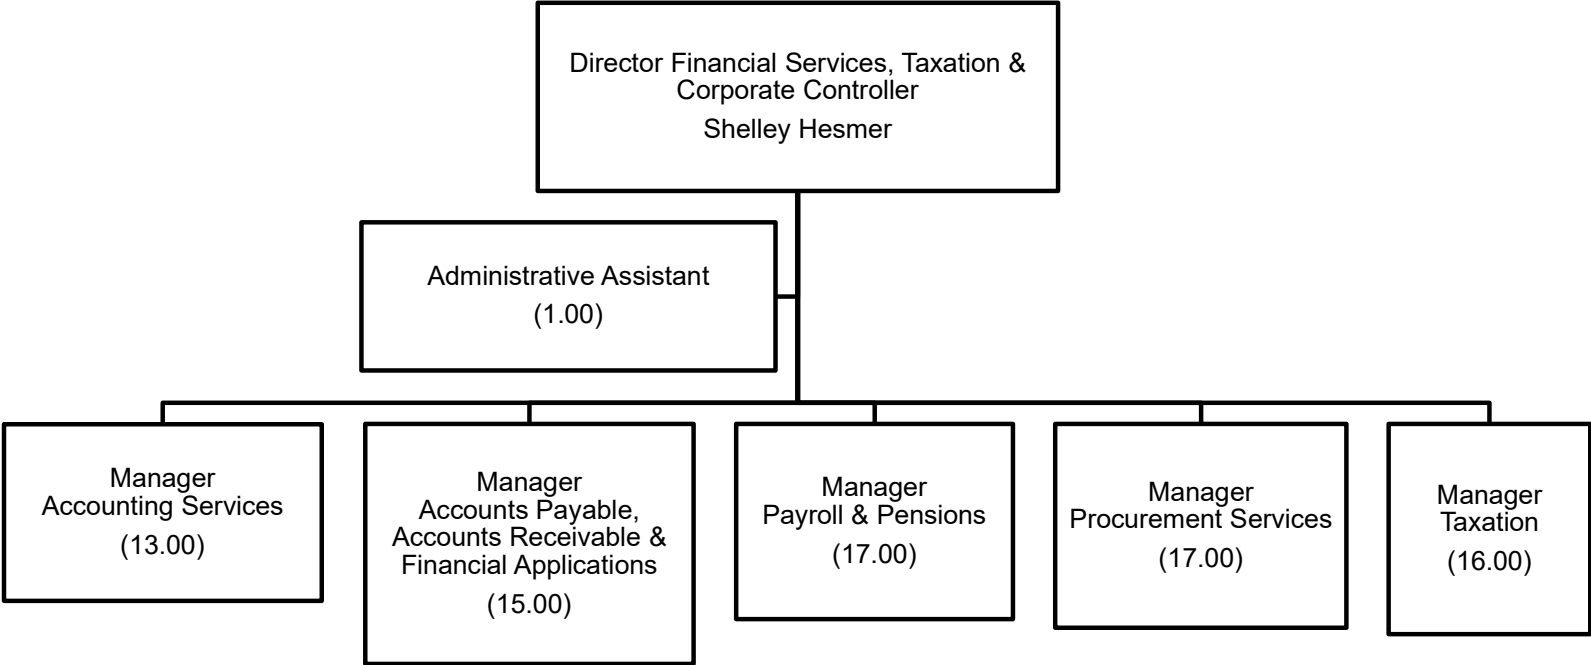 Director Financial Services, Taxation &
Corporate Controller
Shelley Hesmer
Administrative Assistant
(1.00)
Manager
Accounting Services
(13.00)
Manager
Accounts Payable,
Accounts Receivable &
Financial Applications
(15.00)
Manager
Payroll & Pensions
(17.00)
Manager
Procurement Services
(17.00)
Manager
Taxation
(16.00)